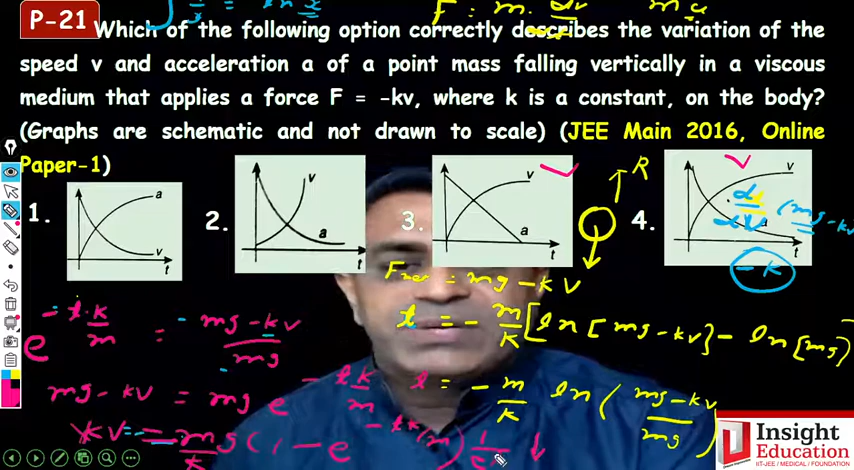 P-21 Which of the following option correctly describes the variation of the
speed v and acceleration a of a point mass falling vertically in a viscous
medium that applies a force F = -kv, where k is a constant, on the body?
(Graphs are schematic and not drawn to scale) (JEE Main 2016, Online
Paper-1)
1. a v t
2. v a t
3. v a t
R
4. v a t
(mg-kv
-k
Fnet = mg - kv
t = - m/k [ln[mg-kv] - ln[mg)
e^(-t.k/m) = mg-kv/mg
mg-kv = mg e^(-tk/m)
t = - m/k ln(mg-kv/mg)
kv = mg(1-e^(-tk/m))
Insight
Education
IIT-JEE / MEDICAL / FOUNDATION